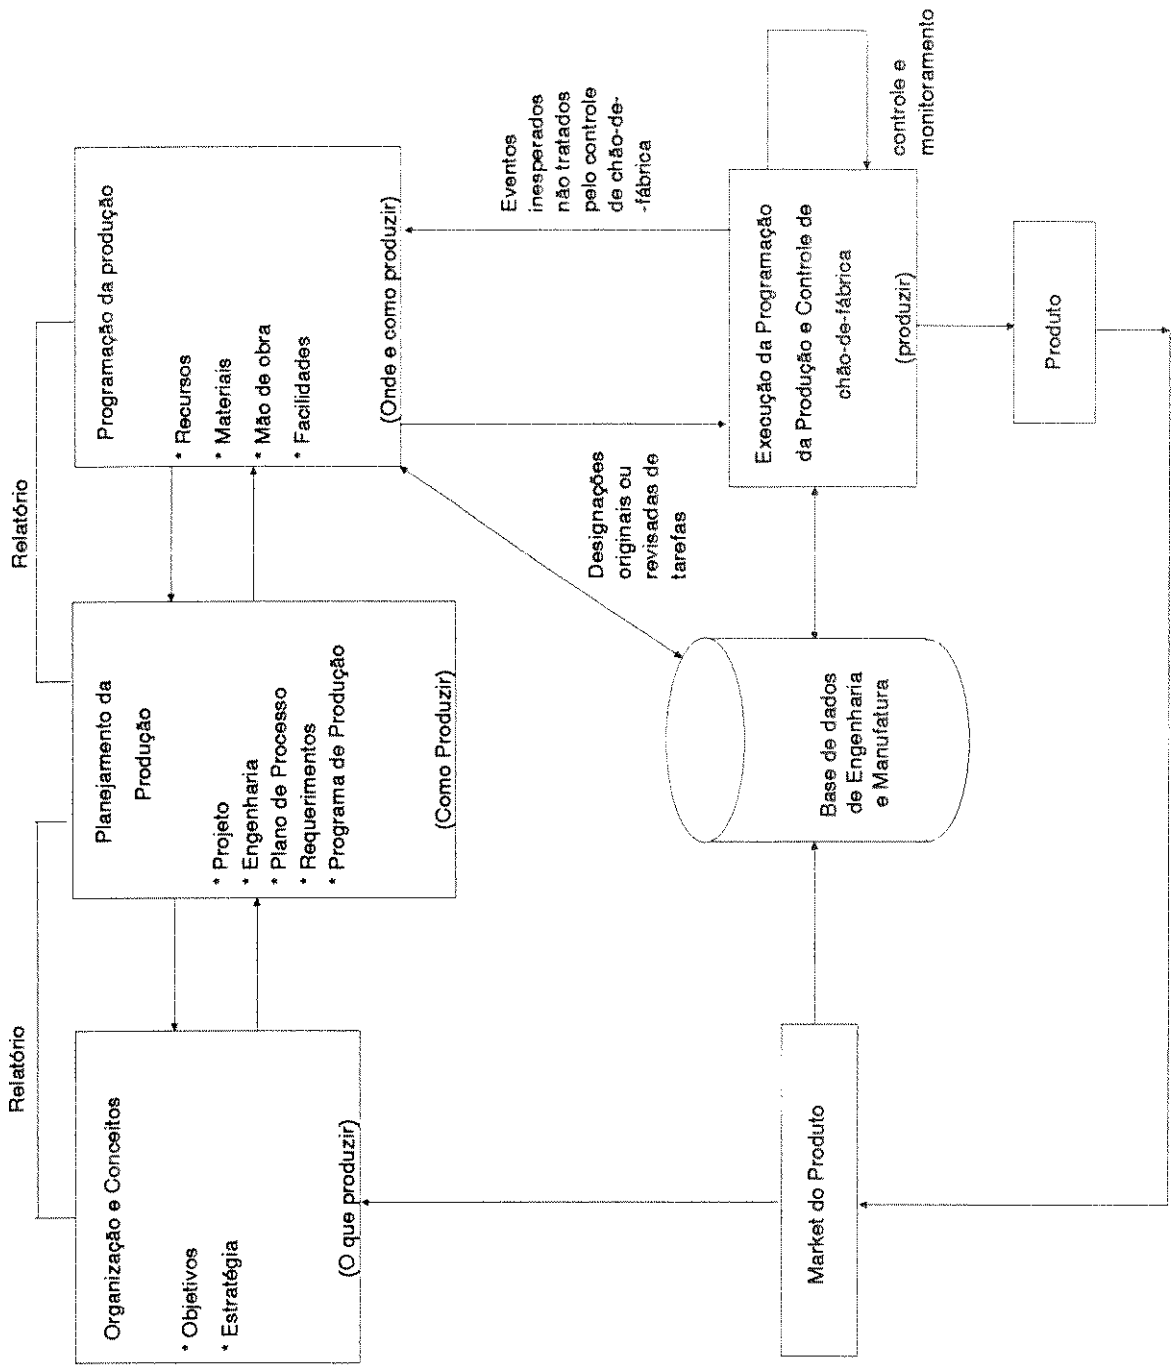 Relatório
Relatório
Organização e Conceitos
* Objetivos
* Estratégia
(O que produzir)
Planejamento da
Produção
* Projeto
* Engenharia
* Plano de Processo
* Requerimentos
* Programa de Produção
(Como Produzir)
Programação da produção
* Recursos
* Materiais
* Mão de obra
* Facilidades
(Onde e como produzir)
Designações
originais ou
revisadas de
tarefas
Eventos
inesperados
não tratados
pelo controle
de chão-de-
-fábrica
Market do Produto
Base de dados
de Engenharia
e Manufatura
Execução da Programação
da Produção e Controle de
chão-de-fábrica
(produzir)
controle e
monitoramento
Produto